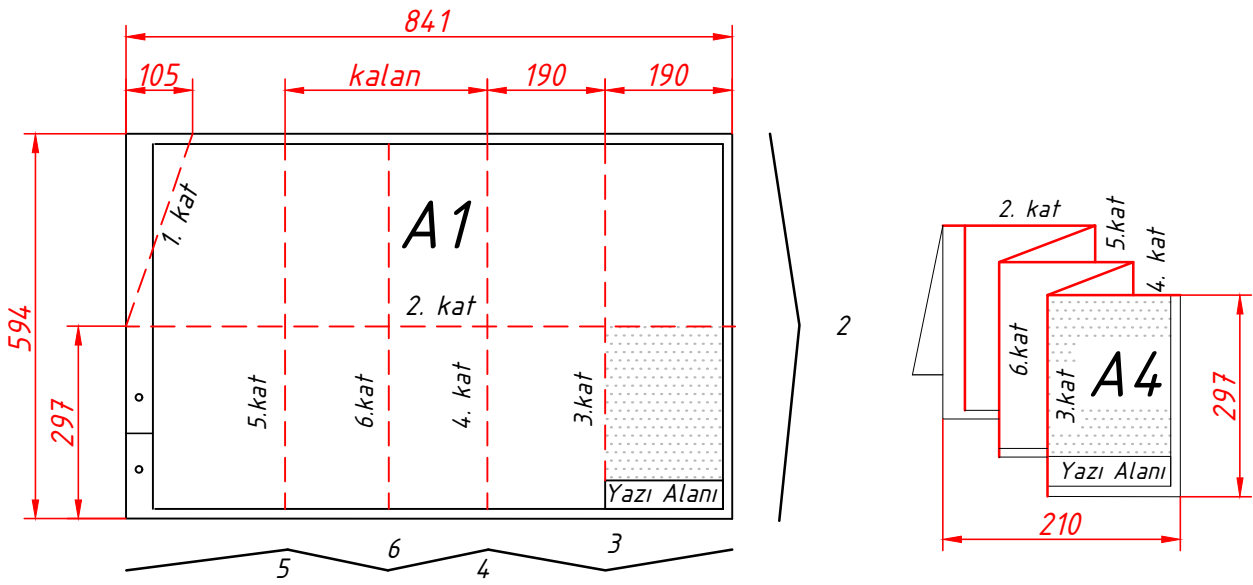 841
105
kalan
190
190
594
297
1. kat
A1
2. kat
5.kat
6.kat
4. kat
3.kat
Yazı Alanı
2
5
6
4
3
2. kat
5.kat
4. kat
6.kat
3.kat
A4
297
Yazı Alanı
210